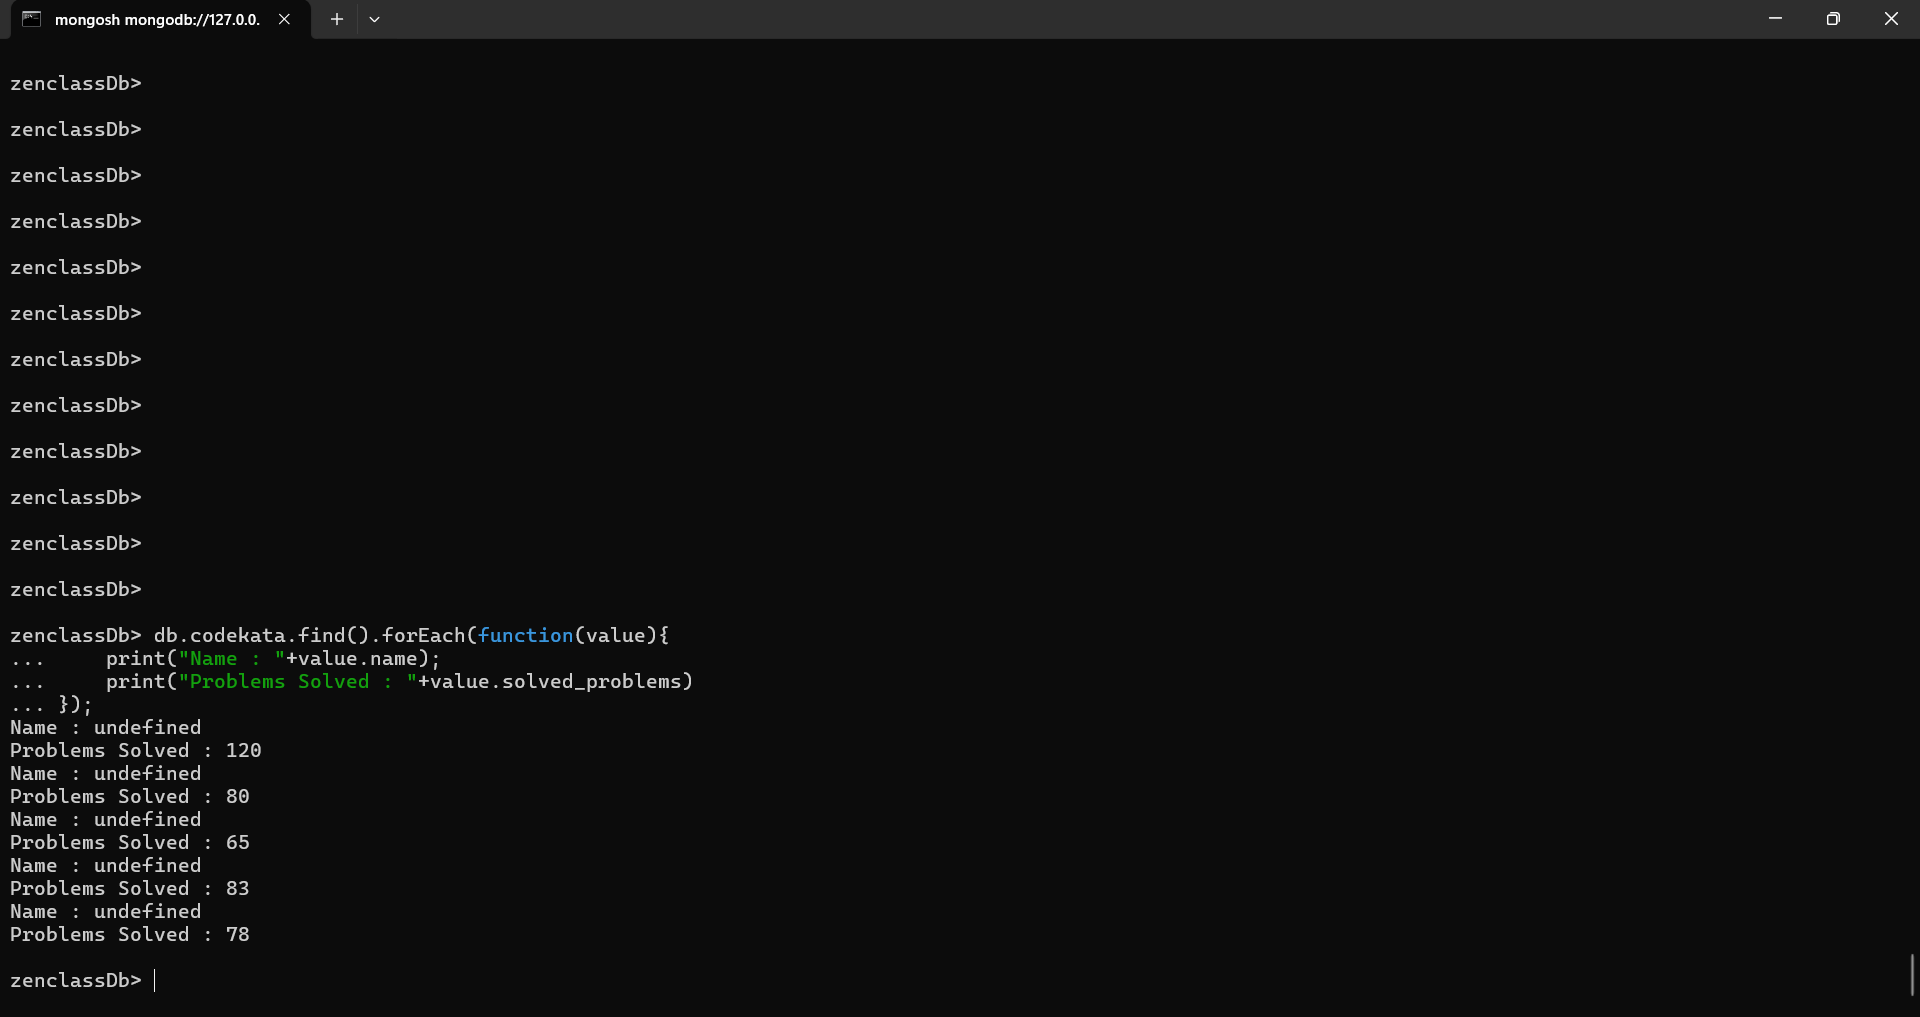 mongosh mongodb://127.0.0.
zenclassDb>
zenclassDb>
zenclassDb>
zenclassDb>
zenclassDb>
zenclassDb>
zenclassDb>
zenclassDb>
zenclassDb>
zenclassDb>
zenclassDb>
zenclassDb>
zenclassDb> db.codekata.find().forEach(function(value){
...     print("Name : "+value.name);
...     print("Problems Solved : "+value.solved_problems)
... });
Name : undefined
Problems Solved : 120
Name : undefined
Problems Solved : 80
Name : undefined
Problems Solved : 65
Name : undefined
Problems Solved : 83
Name : undefined
Problems Solved : 78
zenclassDb>